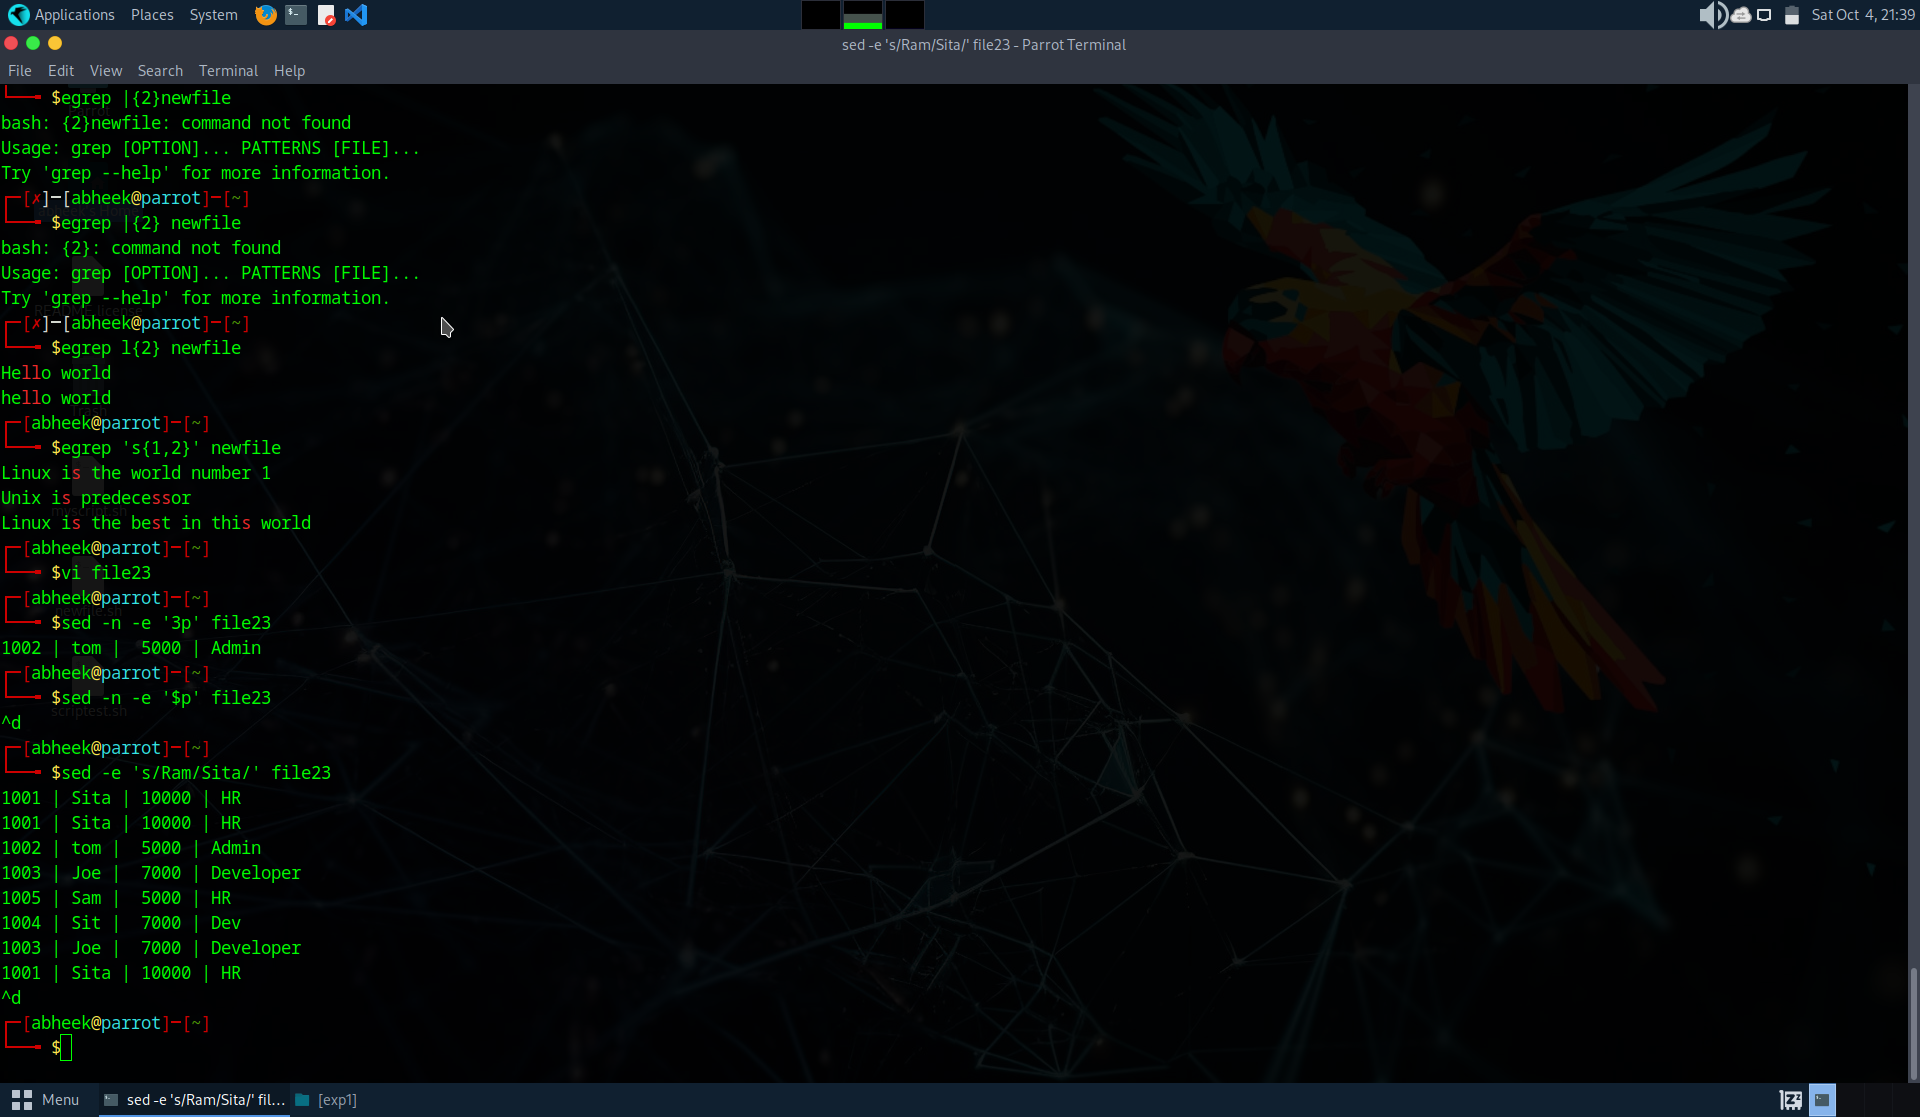 Applications Places System Sat Oct 4, 21:39
sed -e 's/Ram/Sita/' file23 - Parrot Terminal
File Edit View Search Terminal Help
$egrep |{2}newfile
bash: {2}newfile: command not found
Usage: grep [OPTION]... PATTERNS [FILE]...
Try 'grep --help' for more information.
[✗]─[abheek@parrot]─[~]
$egrep |{2} newfile
bash: {2}: command not found
Usage: grep [OPTION]... PATTERNS [FILE]...
Try 'grep --help' for more information.
[✗]─[abheek@parrot]─[~]
$egrep l{2} newfile
Hello world
hello world
[abheek@parrot]─[~]
$egrep 's{1,2}' newfile
Linux is the world number 1
Unix is predecessor
Linux is the best in this world
[abheek@parrot]─[~]
$vi file23
[abheek@parrot]─[~]
$sed -n -e '3p' file23
1002 | tom |  5000 | Admin
[abheek@parrot]─[~]
$sed -n -e '$p' file23
scriptest.sh
^d
[abheek@parrot]─[~]
$sed -e 's/Ram/Sita/' file23
1001 | Sita | 10000 | HR
1001 | Sita | 10000 | HR
1002 | tom |  5000 | Admin
1003 | Joe |  7000 | Developer
1005 | Sam |  5000 | HR
1004 | Sit |  7000 | Dev
1003 | Joe |  7000 | Developer
1001 | Sita | 10000 | HR
^d
[abheek@parrot]─[~]
$
Menu sed -e 's/Ram/Sita/' fil... [exp1]